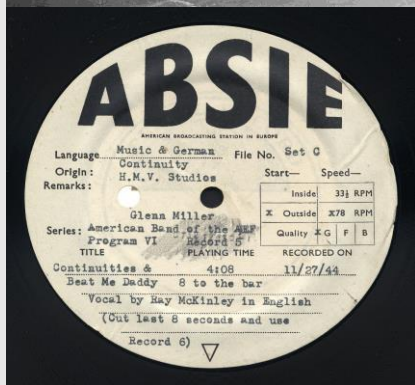 ABSIE
AMERICAN BROADCASTING STATION IN EUROPE
Language Music & German File No. Set C
Origin: Continuity Start— Speed—
Remarks: H.M.V. Studios
Inside 33⅓ RPM
X Outside X78 RPM
Quality X G F B
Glenn Miller
Series: American Band of the AEF
Program VI Record 5
TITLE PLAYING TIME RECORDED ON
Continuities & 4:08 11/27/44
Beat Me Daddy 8 to the bar
Vocal by Ray McKinley in English
(Cut last 8 seconds and use
Record 6)